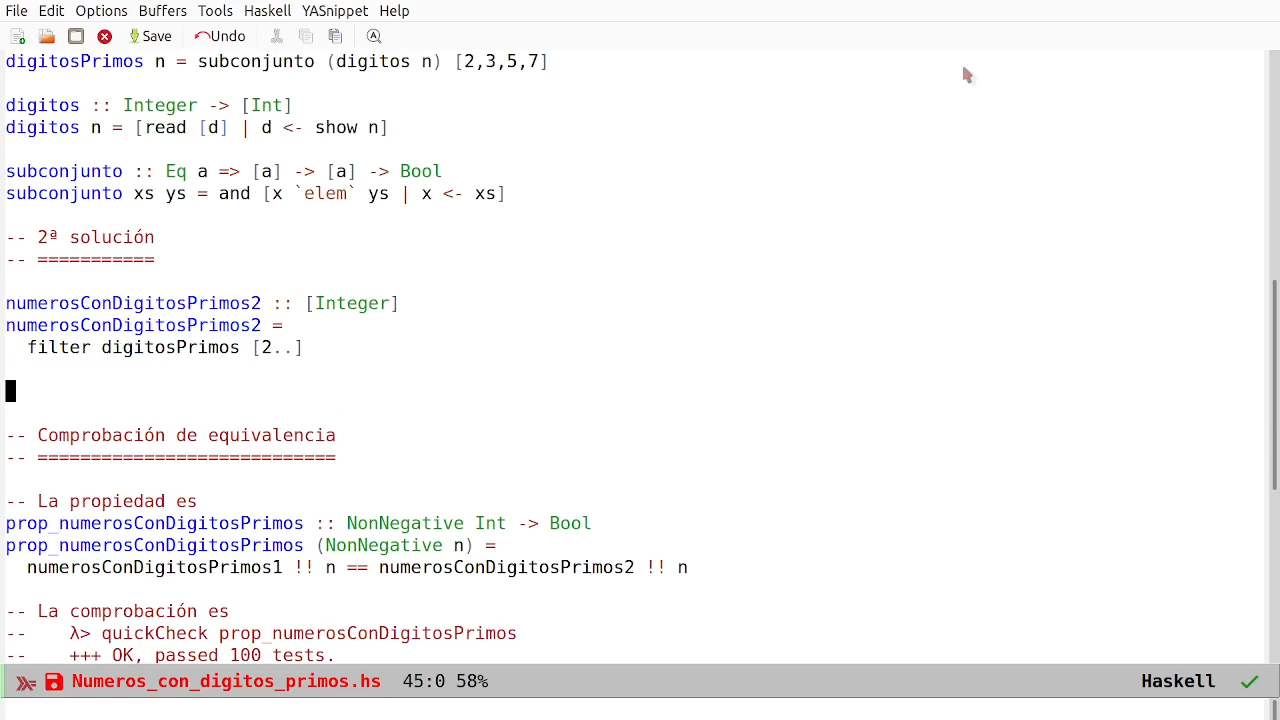 File Edit Options Buffers Tools Haskell YASnippet Help
Save Undo
digitosPrimos n = subconjunto (digitos n) [2,3,5,7]
digitos :: Integer -> [Int]
digitos n = [read [d] | d <- show n]
subconjunto :: Eq a => [a] -> [a] -> Bool
subconjunto xs ys = and [x `elem` ys | x <- xs]
-- 2ª solución
-- ===========
numerosConDigitosPrimos2 :: [Integer]
numerosConDigitosPrimos2 =
  filter digitosPrimos [2..]
-- Comprobación de equivalencia
-- ============================
-- La propiedad es
prop_numerosConDigitosPrimos :: NonNegative Int -> Bool
prop_numerosConDigitosPrimos (NonNegative n) =
  numerosConDigitosPrimos1 !! n == numerosConDigitosPrimos2 !! n
-- La comprobación es
--    λ> quickCheck prop_numerosConDigitosPrimos
--    +++ OK, passed 100 tests.
Numeros_con_digitos_primos.hs 45:0 58% Haskell